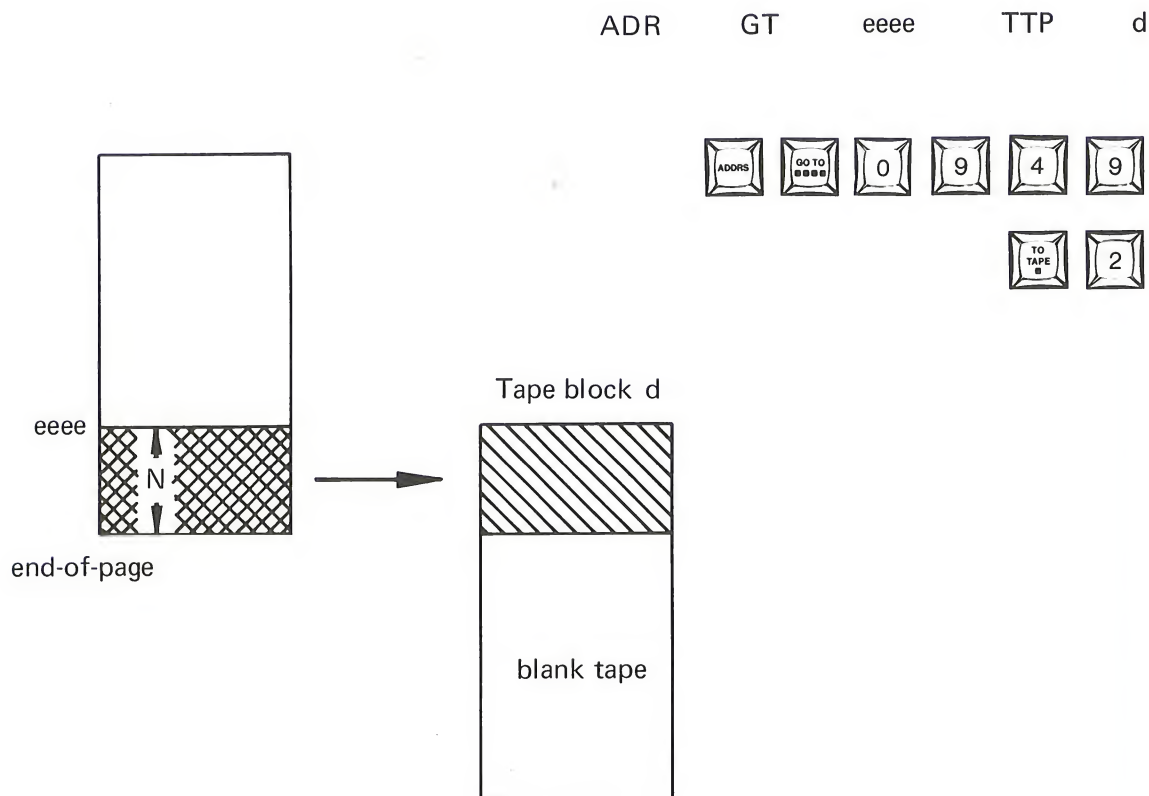 ADR GT eeee TTP d
ADDRS GO TO 0 9 4 9
TO TAPE 2
Tape block d
eeee
N
end-of-page
blank tape